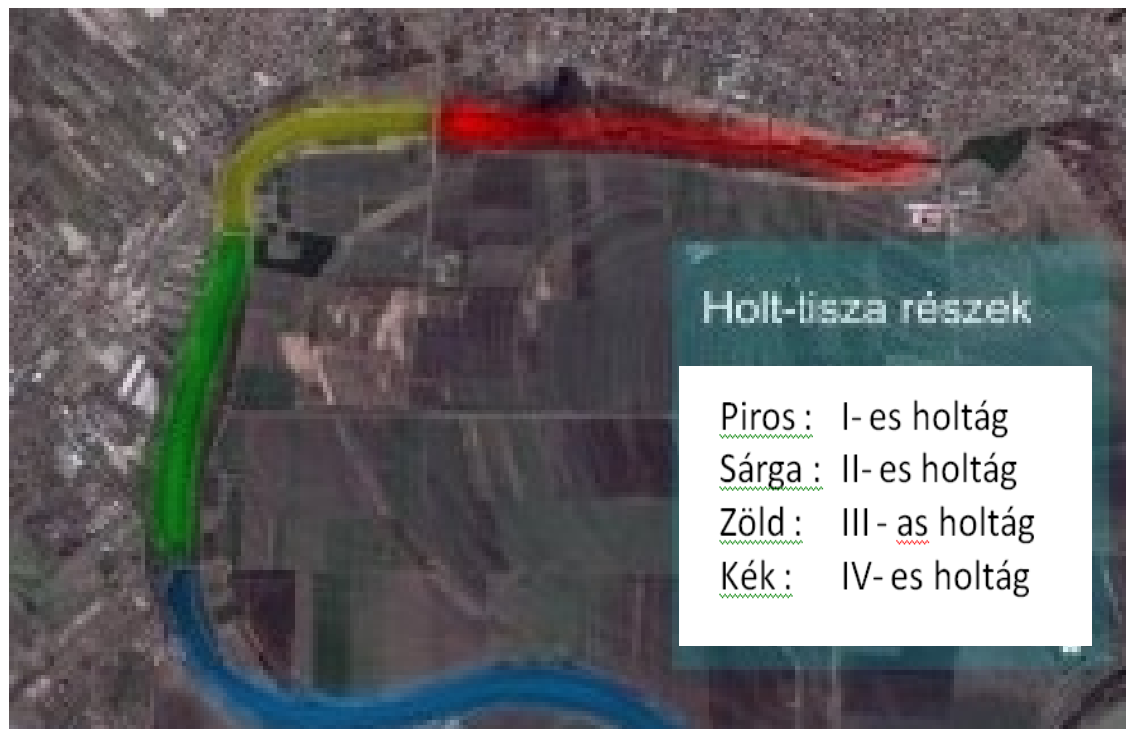 Holt-tisza részek
Piros : I- es holtág
Sárga : II- es holtág
Zöld : III - as holtág
Kék : IV- es holtág